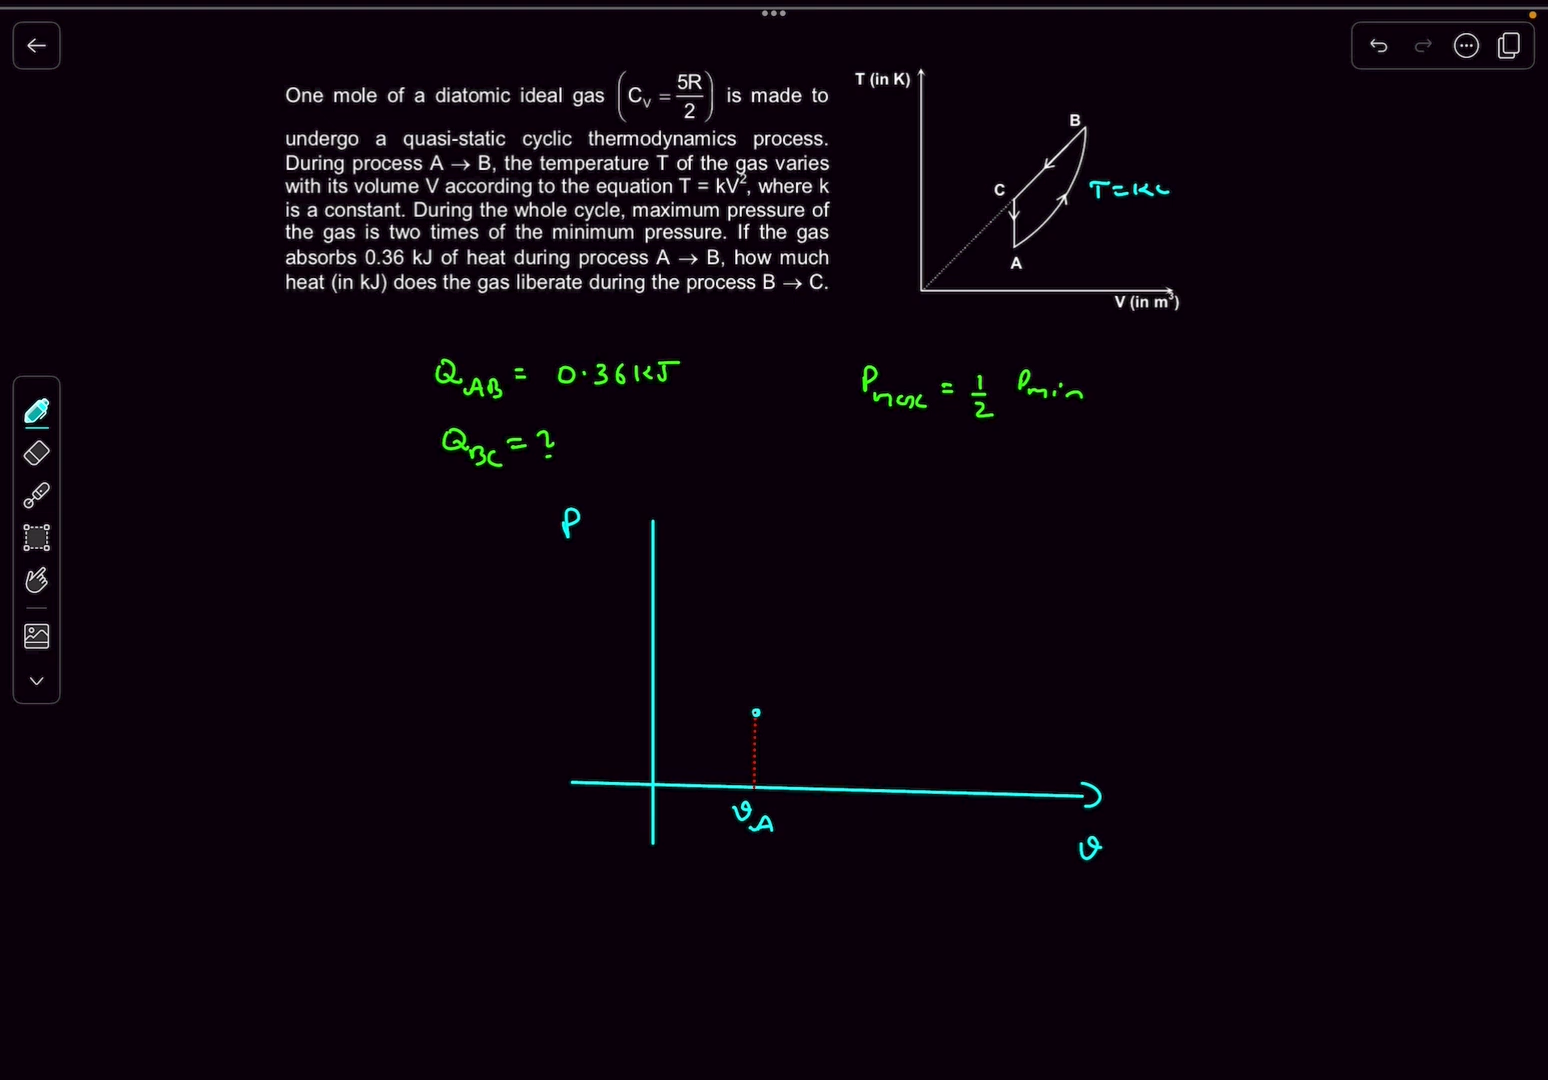 One mole of a diatomic ideal gas (C_V = 5R/2) is made to
undergo a quasi-static cyclic thermodynamics process.
During process A → B, the temperature T of the gas varies
with its volume V according to the equation T = kV², where k
is a constant. During the whole cycle, maximum pressure of
the gas is two times of the minimum pressure. If the gas
absorbs 0.36 kJ of heat during process A → B, how much
heat (in kJ) does the gas liberate during the process B → C.
T (in K)
B
C
T = k
A
V (in m³)
Q_AB = 0.36 kJ
P_max = 1/2 P_min
Q_BC = ?
P
v_A
v